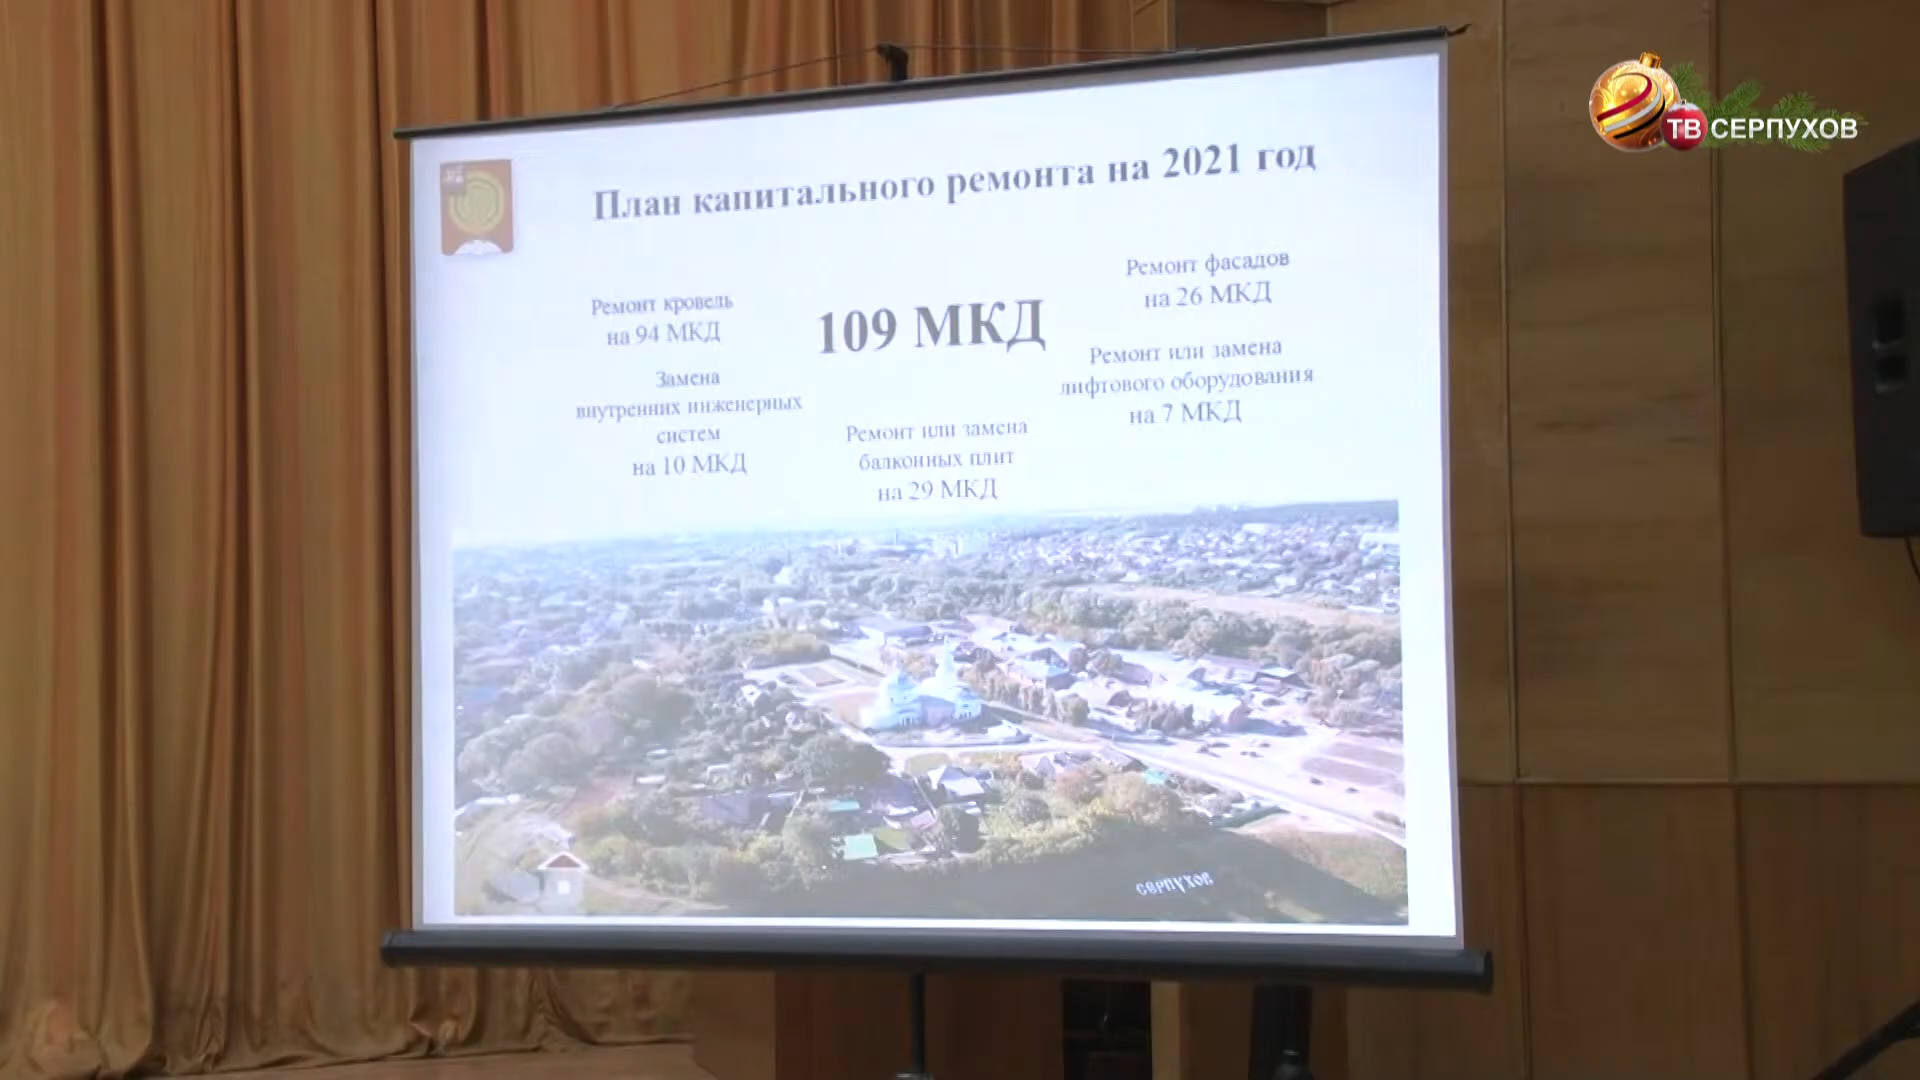 ТВ СЕРПУХОВ
План капитального ремонта на 2021 год
Ремонт кровель
на 94 МКД
Замена
внутренних инженерных
систем
на 10 МКД
109 МКД
Ремонт или замена
балконных плит
на 29 МКД
Ремонт фасадов
на 26 МКД
Ремонт или замена
лифтового оборудования
на 7 МКД
СЕРПУХОВ